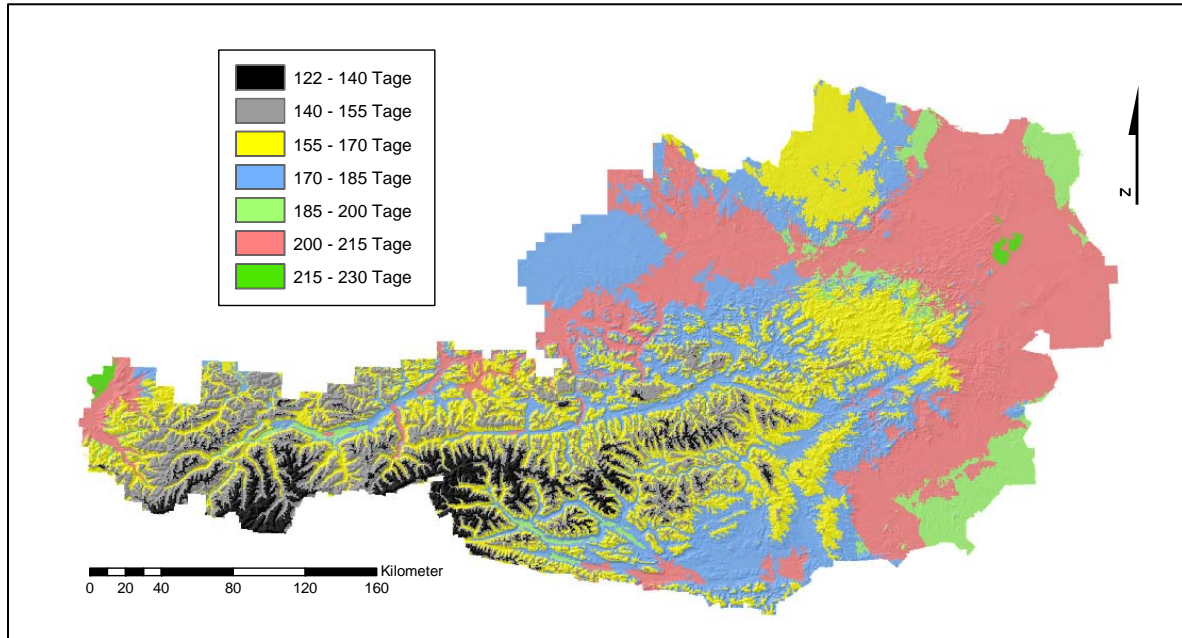 122 - 140 Tage
140 - 155 Tage
155 - 170 Tage
170 - 185 Tage
185 - 200 Tage
200 - 215 Tage
215 - 230 Tage
N
Kilometer
0 20 40 80 120 160